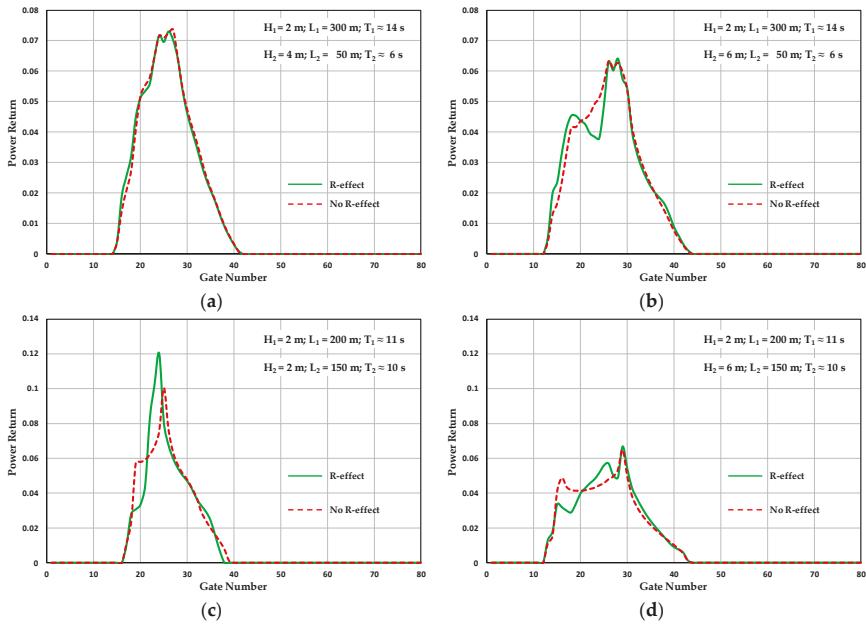 H₁ = 2 m; L₁ = 300 m; T₁ ≈ 14 s
H₂ = 4 m; L₂ = 50 m; T₂ ≈ 6 s
0.08
0.07
0.06
0.05
0.04
0.03
0.02
0.01
0
Power Return
R-effect
No R-effect
0 10 20 30 40 50 60 70 80
Gate Number
(a)
H₁ = 2 m; L₁ = 300 m; T₁ ≈ 14 s
H₂ = 6 m; L₂ = 50 m; T₂ ≈ 6 s
0.08
0.07
0.06
0.05
0.04
0.03
0.02
0.01
0
Power Return
R-effect
No R-effect
0 10 20 30 40 50 60 70 80
Gate Number
(b)
H₁ = 2 m; L₁ = 200 m; T₁ ≈ 11 s
H₂ = 2 m; L₂ = 150 m; T₂ ≈ 10 s
0.14
0.12
0.1
0.08
0.06
0.04
0.02
0
Power Return
R-effect
No R-effect
0 10 20 30 40 50 60 70 80
Gate Number
(c)
H₁ = 2 m; L₁ = 200 m; T₁ ≈ 11 s
H₂ = 6 m; L₂ = 150 m; T₂ ≈ 10 s
0.14
0.12
0.1
0.08
0.06
0.04
0.02
0
Power Return
R-effect
No R-effect
0 10 20 30 40 50 60 70 80
Gate Number
(d)